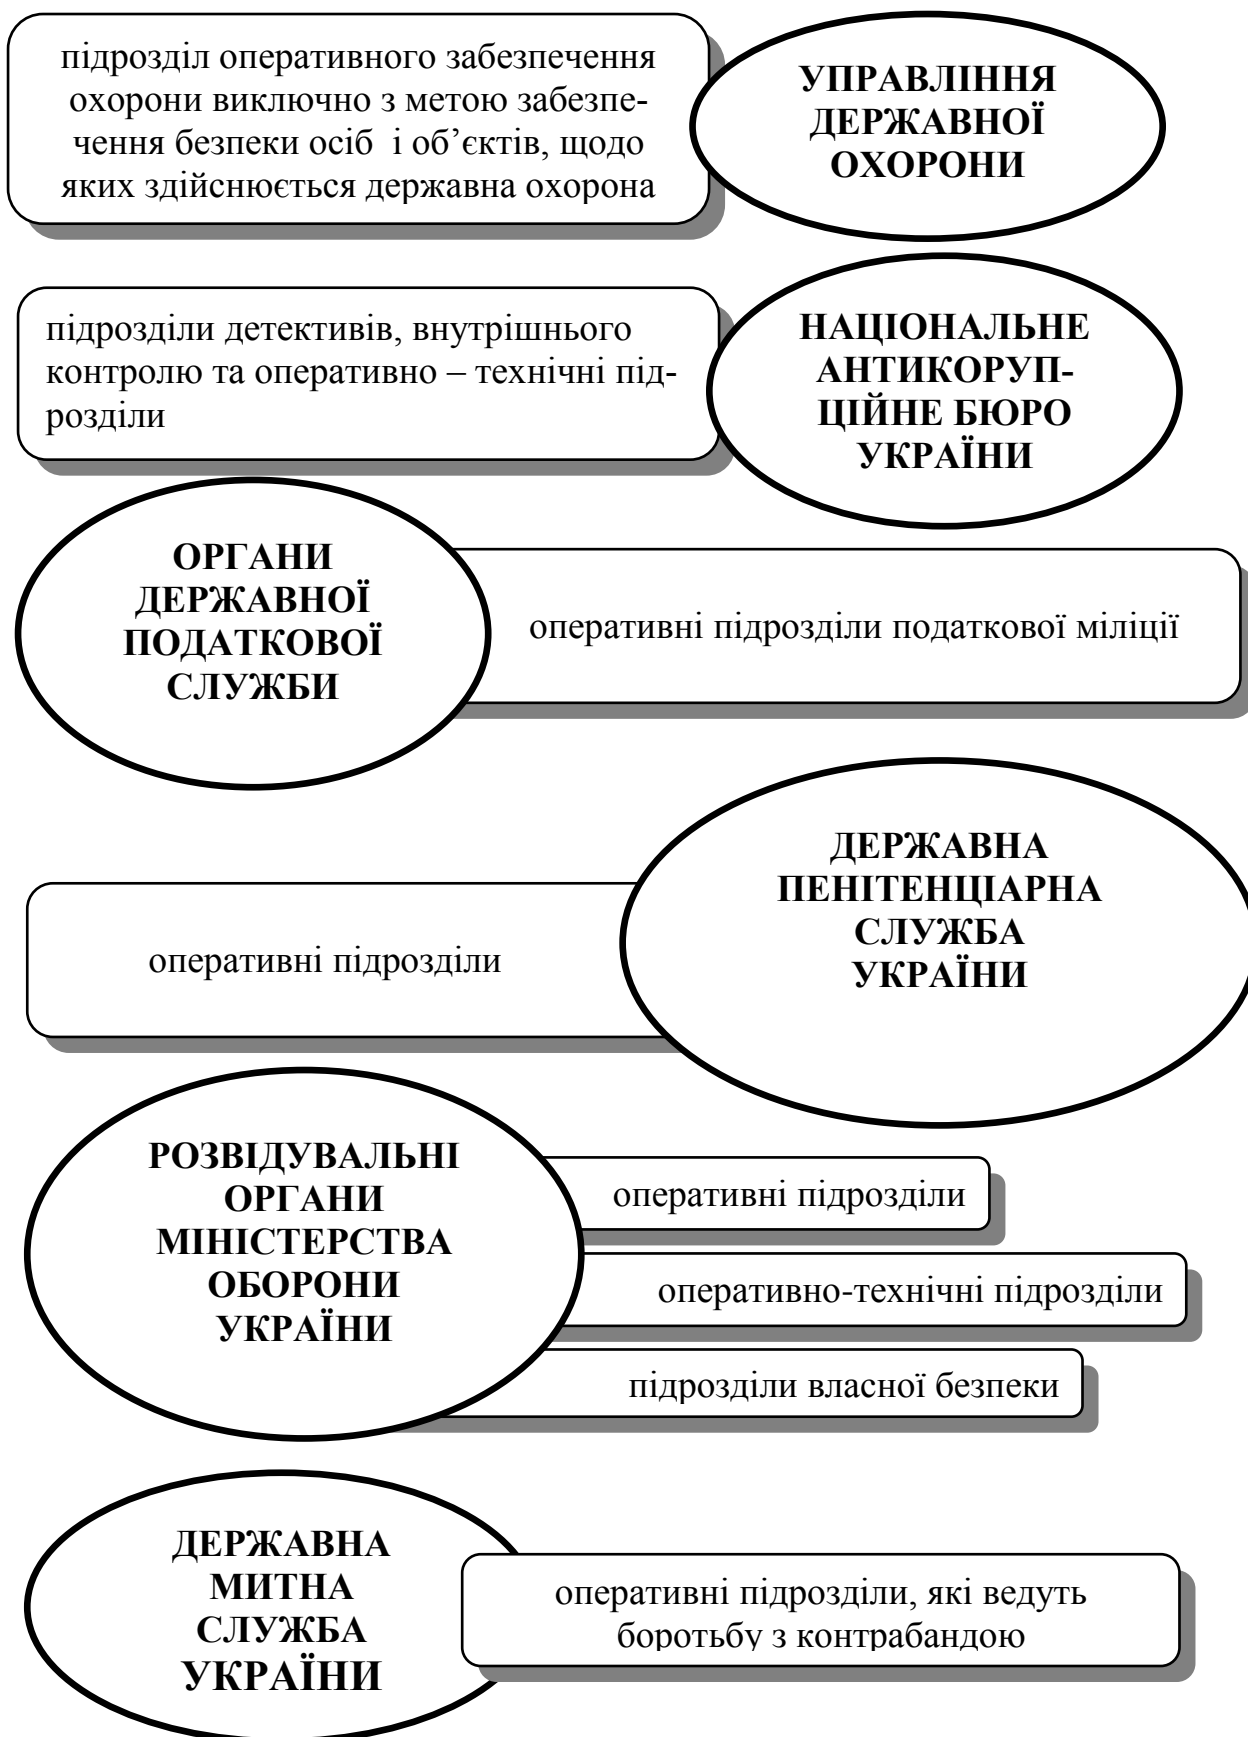 підрозділ оперативного забезпечення
охорони виключно з метою забезпе-
чення безпеки осіб і об’єктів, щодо
яких здійснюється державна охорона
УПРАВЛІННЯ
ДЕРЖАВНОЇ
ОХОРОНИ
підрозділи детективів, внутрішнього
контролю та оперативно – технічні під-
розділи
НАЦІОНАЛЬНЕ
АНТИКОРУП-
ЦІЙНЕ БЮРО
УКРАЇНИ
ОРГАНИ
ДЕРЖАВНОЇ
ПОДАТКОВОЇ
СЛУЖБИ
оперативні підрозділи податкової міліції
ДЕРЖАВНА
ПЕНІТЕНЦІАРНА
СЛУЖБА
УКРАЇНИ
оперативні підрозділи
РОЗВІДУВАЛЬНІ
ОРГАНИ
МІНІСТЕРСТВА
ОБОРОНИ
УКРАЇНИ
оперативні підрозділи
оперативно-технічні підрозділи
підрозділи власної безпеки
ДЕРЖАВНА
МИТНА
СЛУЖБА
УКРАЇНИ
оперативні підрозділи, які ведуть
боротьбу з контрабандою